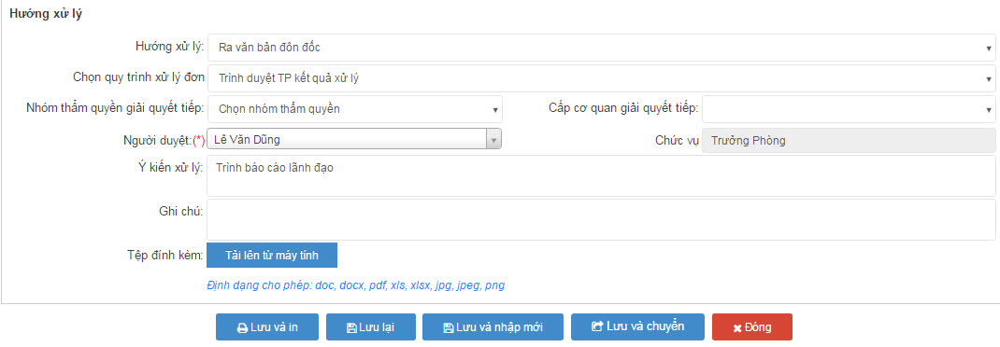 Hướng xử lý
Hướng xử lý: Ra văn bản đôn đốc
Chọn quy trình xử lý đơn Trình duyệt TP kết quả xử lý
Nhóm thẩm quyền giải quyết tiếp: Chọn nhóm thẩm quyền Cấp cơ quan giải quyết tiếp:
Người duyệt:(*) Lê Văn Dũng Chức vụ Trưởng Phòng
Ý kiến xử lý: Trình báo cáo lãnh đạo
Ghi chú:
Tệp đính kèm: Tải lên từ máy tính
Định dạng cho phép: doc, docx, pdf, xls, xlsx, jpg, jpeg, png
Lưu và in Lưu lại Lưu và nhập mới Lưu và chuyển Đóng